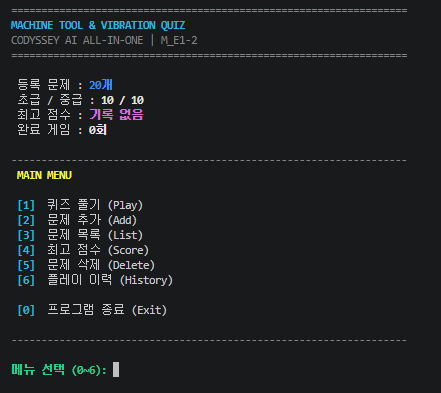 ==================================================================
MACHINE TOOL & VIBRATION QUIZ
CODYSSEY AI ALL-IN-ONE | M_E1-2
==================================================================
등록 문제 : 20개
초급 / 중급 : 10 / 10
최고 점수 : 기록 없음
완료 게임 : 0회
------------------------------------------------------------------
MAIN MENU
[1] 퀴즈 풀기 (Play)
[2] 문제 추가 (Add)
[3] 문제 목록 (List)
[4] 최고 점수 (Score)
[5] 문제 삭제 (Delete)
[6] 플레이 이력 (History)
[0] 프로그램 종료 (Exit)
------------------------------------------------------------------
메뉴 선택 (0~6):